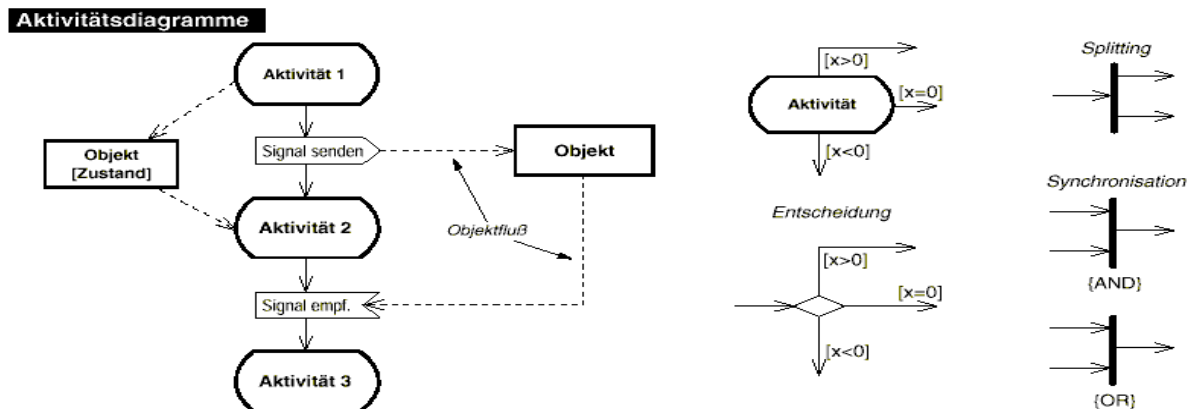 Aktivitätsdiagramme
Aktivität 1
Objekt
[Zustand]
Signal senden
Objekt
Aktivität 2
Objektfluß
Signal empf.
Aktivität 3
[x>0]
Aktivität
[x=0]
[x<0]
Entscheidung
[x>0]
[x=0]
[x<0]
Splitting
Synchronisation
{AND}
{OR}